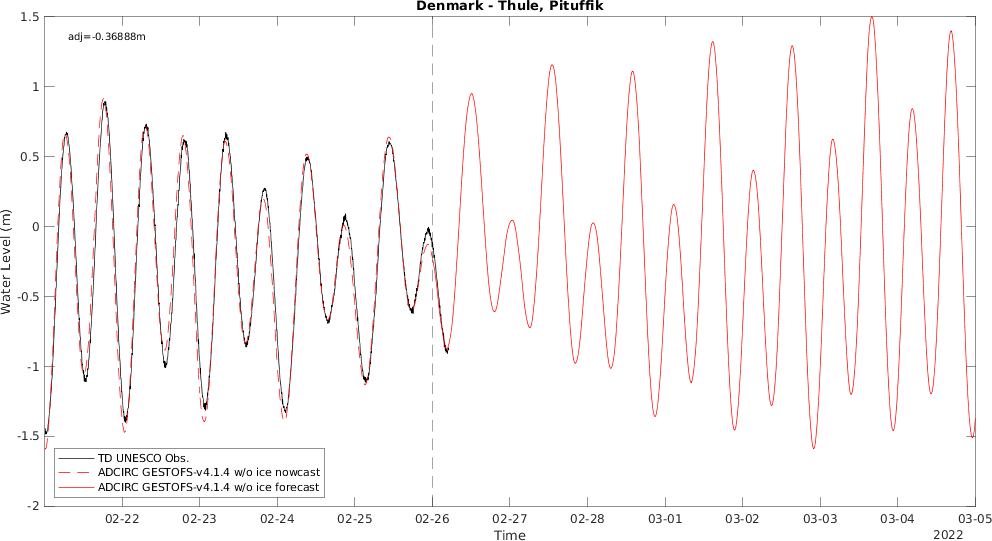 Denmark - Thule, Pituffik
adj=-0.36888m
1.5
1
0.5
0
-0.5
-1
-1.5
-2
Water Level (m)
TD UNESCO Obs.
ADCIRC GESTOFS-v4.1.4 w/o ice nowcast
ADCIRC GESTOFS-v4.1.4 w/o ice forecast
02-22 02-23 02-24 02-25 02-26 02-27 02-28 03-01 03-02 03-03 03-04 03-05
Time
2022